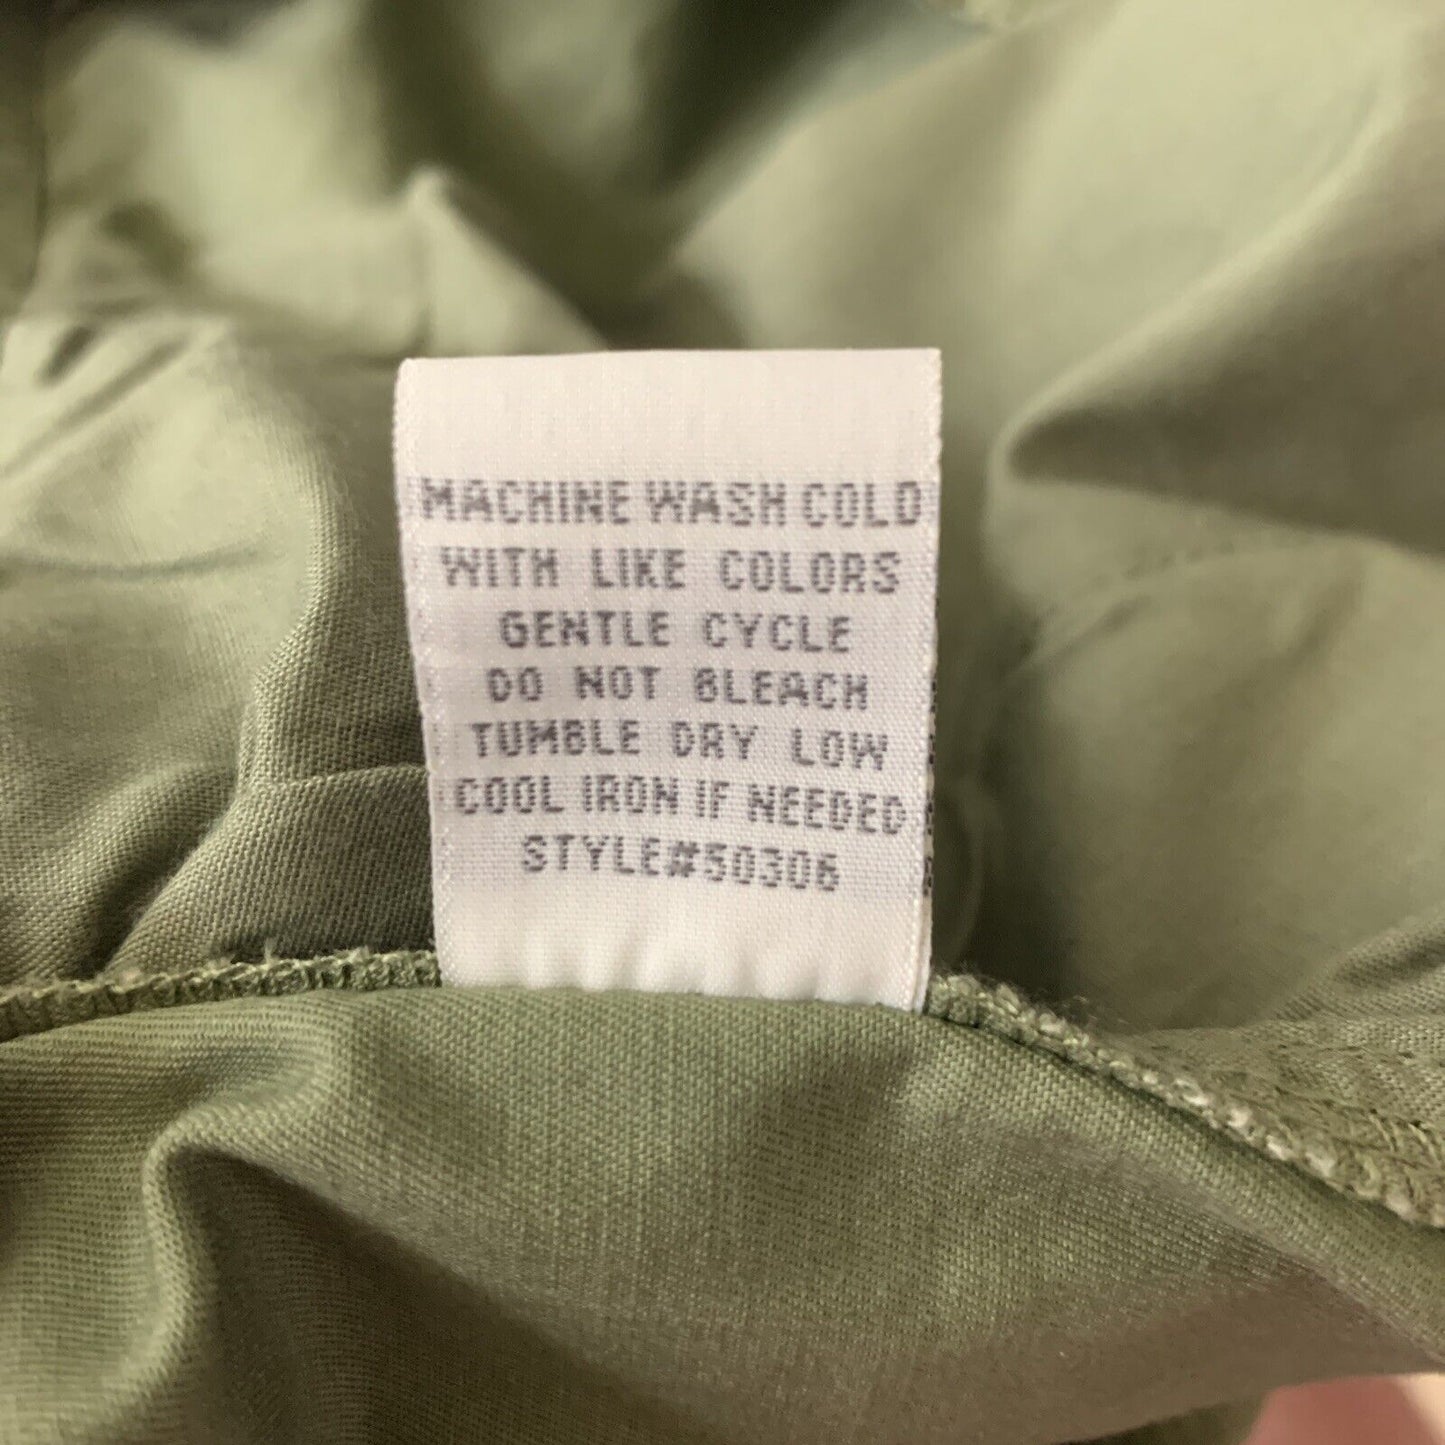 MACHINE WASH COLD
WITH LIKE COLORS
GENTLE CYCLE
DO NOT BLEACH
TUMBLE DRY LOW
COOL IRON IF NEEDED
STYLE#50306